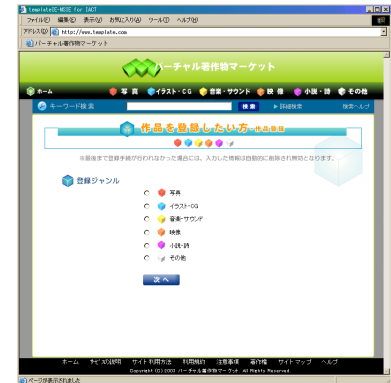 templateIE-NSIE for IACT
ファイル(F) 編集(E) 表示(V) お気に入り(A) ツール(T) ヘルプ(H)
アドレス(D) http://www.template.com
バーチャル著作物マーケット
バーチャル著作物マーケット
ホーム 写 真 イラスト・ＣＧ 音楽・サウンド 映 像 小説・詩 その他
キーワード検索 検 索 ▶詳細検索 検索ヘルプ
作品を登録したい方-作品登録
※最後まで登録手続が行われなかった場合には、入力した情報は自動的に削除され無効となります。
登録ジャンル
写真
イラスト・CG
音楽・サウンド
映像
小説・詩
その他
次 へ
ホーム サービスの説明 サイト利用方法 利用規約 注意事項 著作権 サイトマップ ヘルプ
Copyright (C) 2003 バーチャル著作物マーケット. All Rights Reserved.
ページが表示されました